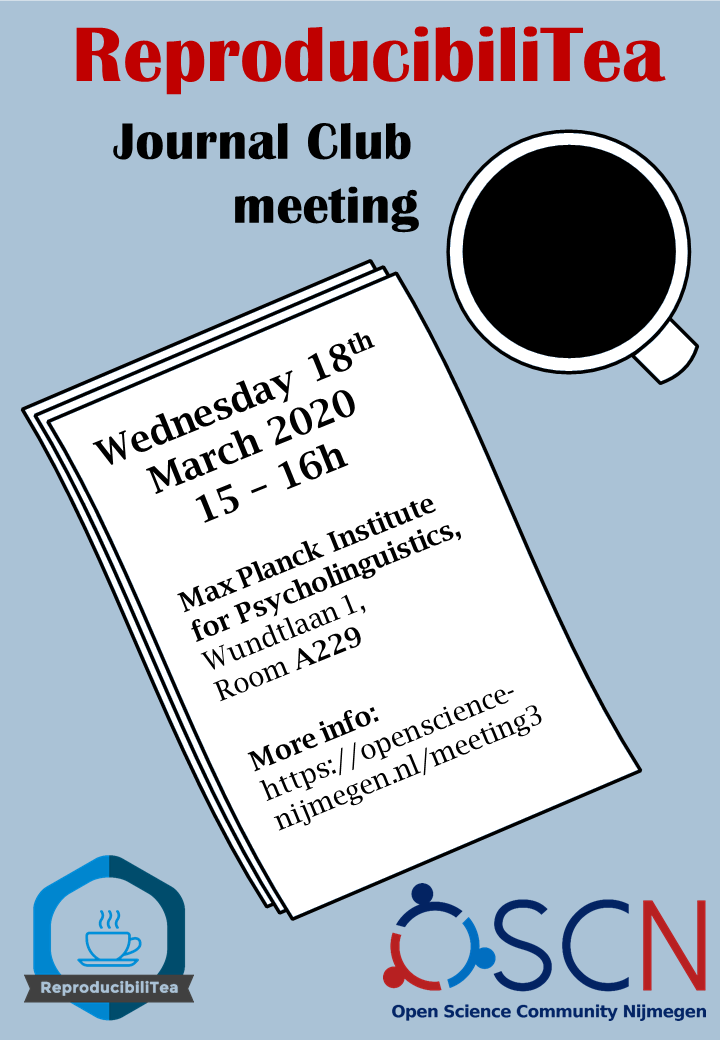 ReproducibiliTea
Journal Club
meeting
Wednesday 18th
March 2020
15 – 16h
Max Planck Institute
for Psycholinguistics,
Wundtlaan 1,
Room A229
More info:
https://openscience-
nijmegen.nl/meeting3
ReproducibiliTea
OSCN
Open Science Community Nijmegen